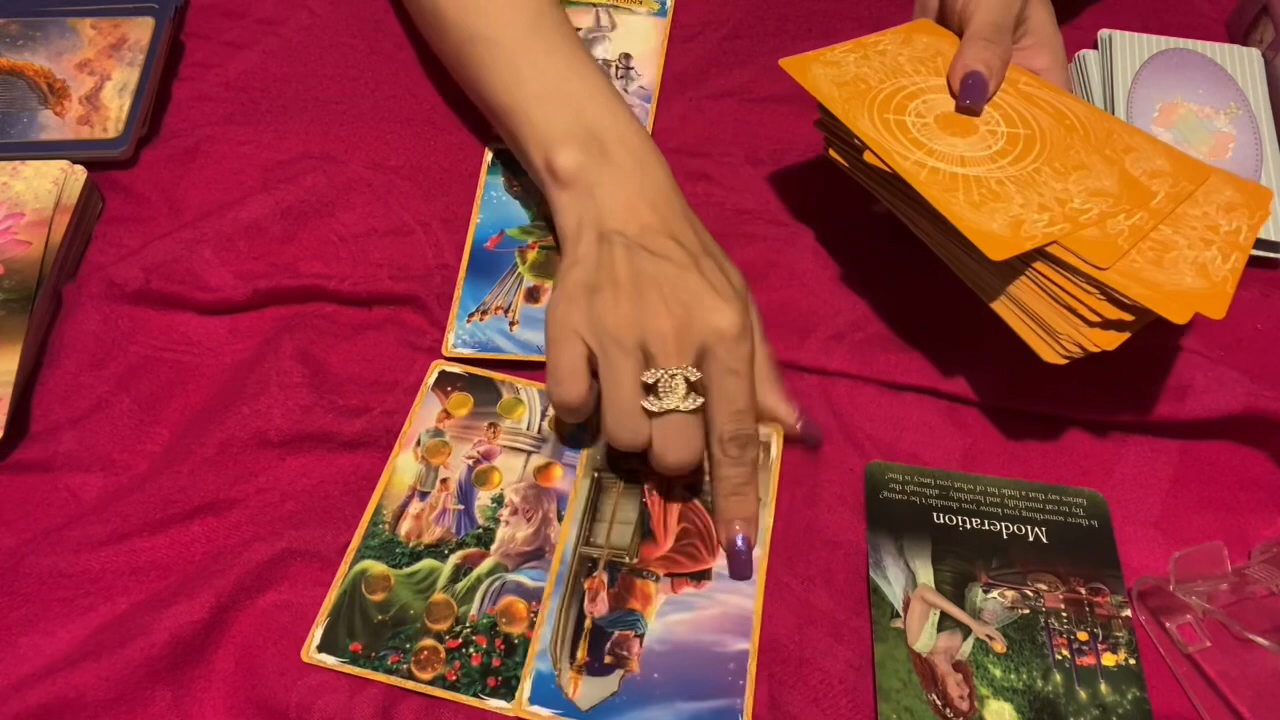 KNIGH
X
Moderation
Is there something you know you shouldn't be eating?
Try to eat mindfully and healthily – although the
fairies say that a little bit of what you fancy is fine!